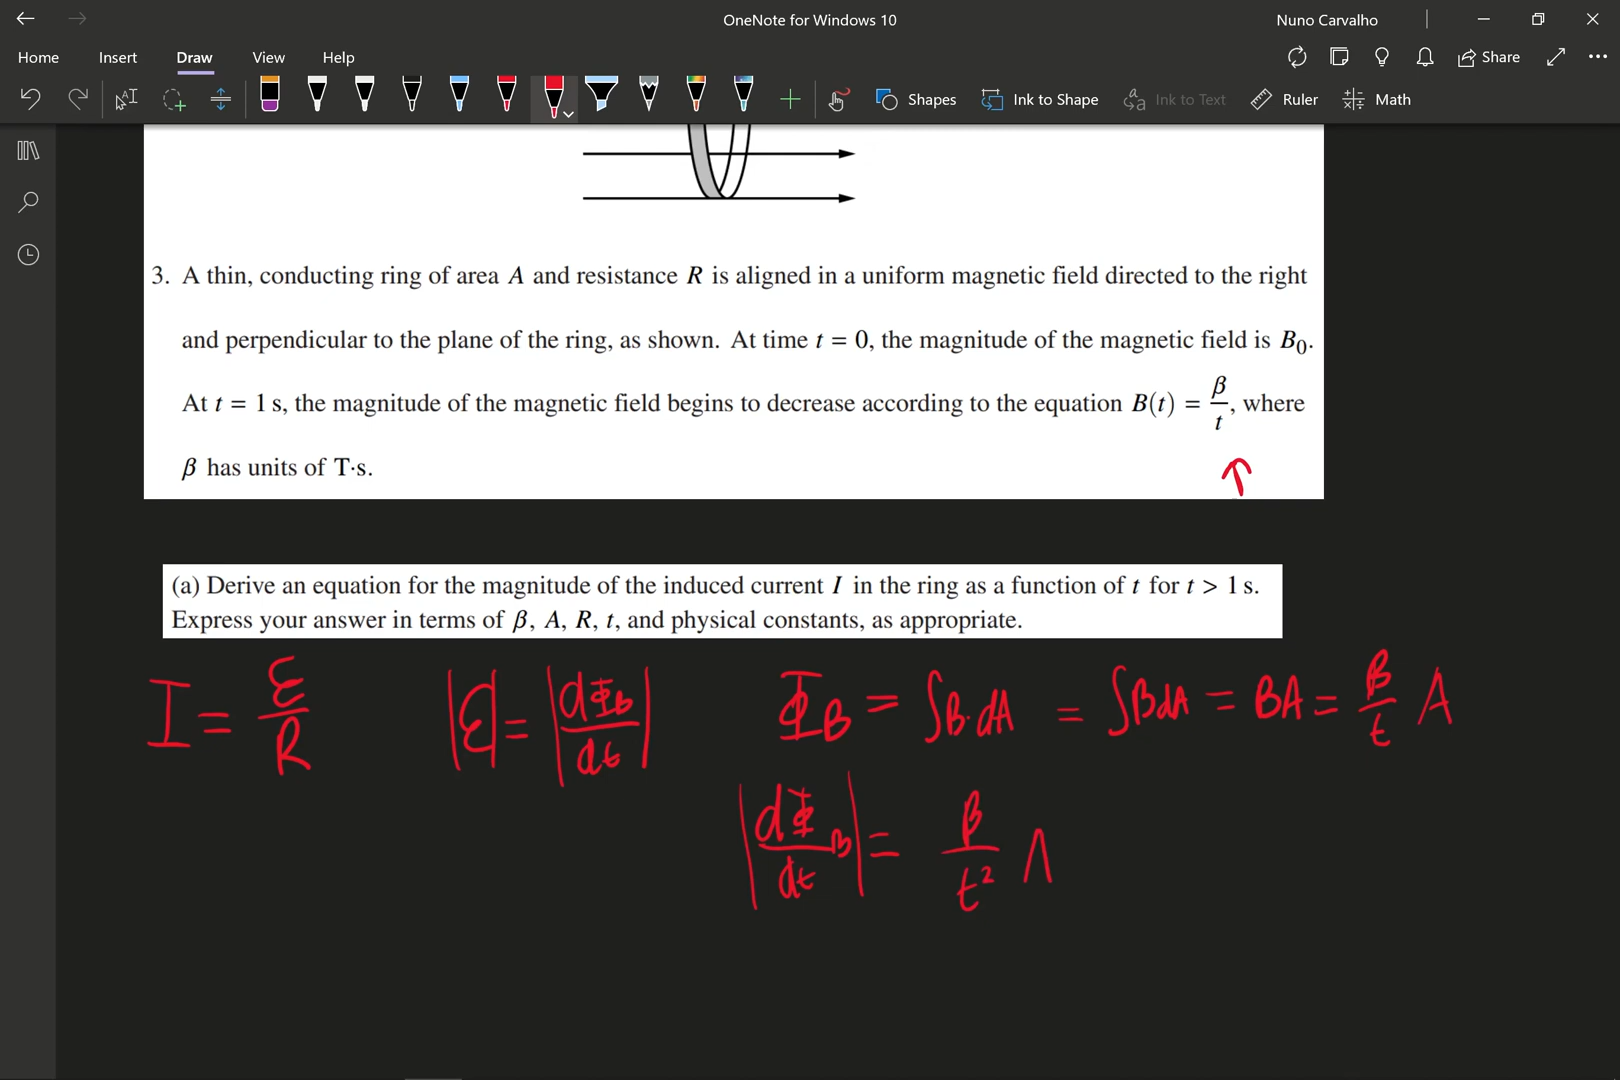 OneNote for Windows 10
Nuno Carvalho
Home Insert Draw View Help
Share
Shapes Ink to Shape Ink to Text Ruler Math
3. A thin, conducting ring of area A and resistance R is aligned in a uniform magnetic field directed to the right
and perpendicular to the plane of the ring, as shown. At time t = 0, the magnitude of the magnetic field is B₀.
At t = 1 s, the magnitude of the magnetic field begins to decrease according to the equation B(t) = β/t, where
β has units of T·s.
(a) Derive an equation for the magnitude of the induced current I in the ring as a function of t for t > 1 s.
Express your answer in terms of β, A, R, t, and physical constants, as appropriate.
I = ε/R |ε| = |dΦB/dt| ΦB = ∫B·dA = ∫BdA = BA = β/t A
|dΦB/dt| = β/t² A